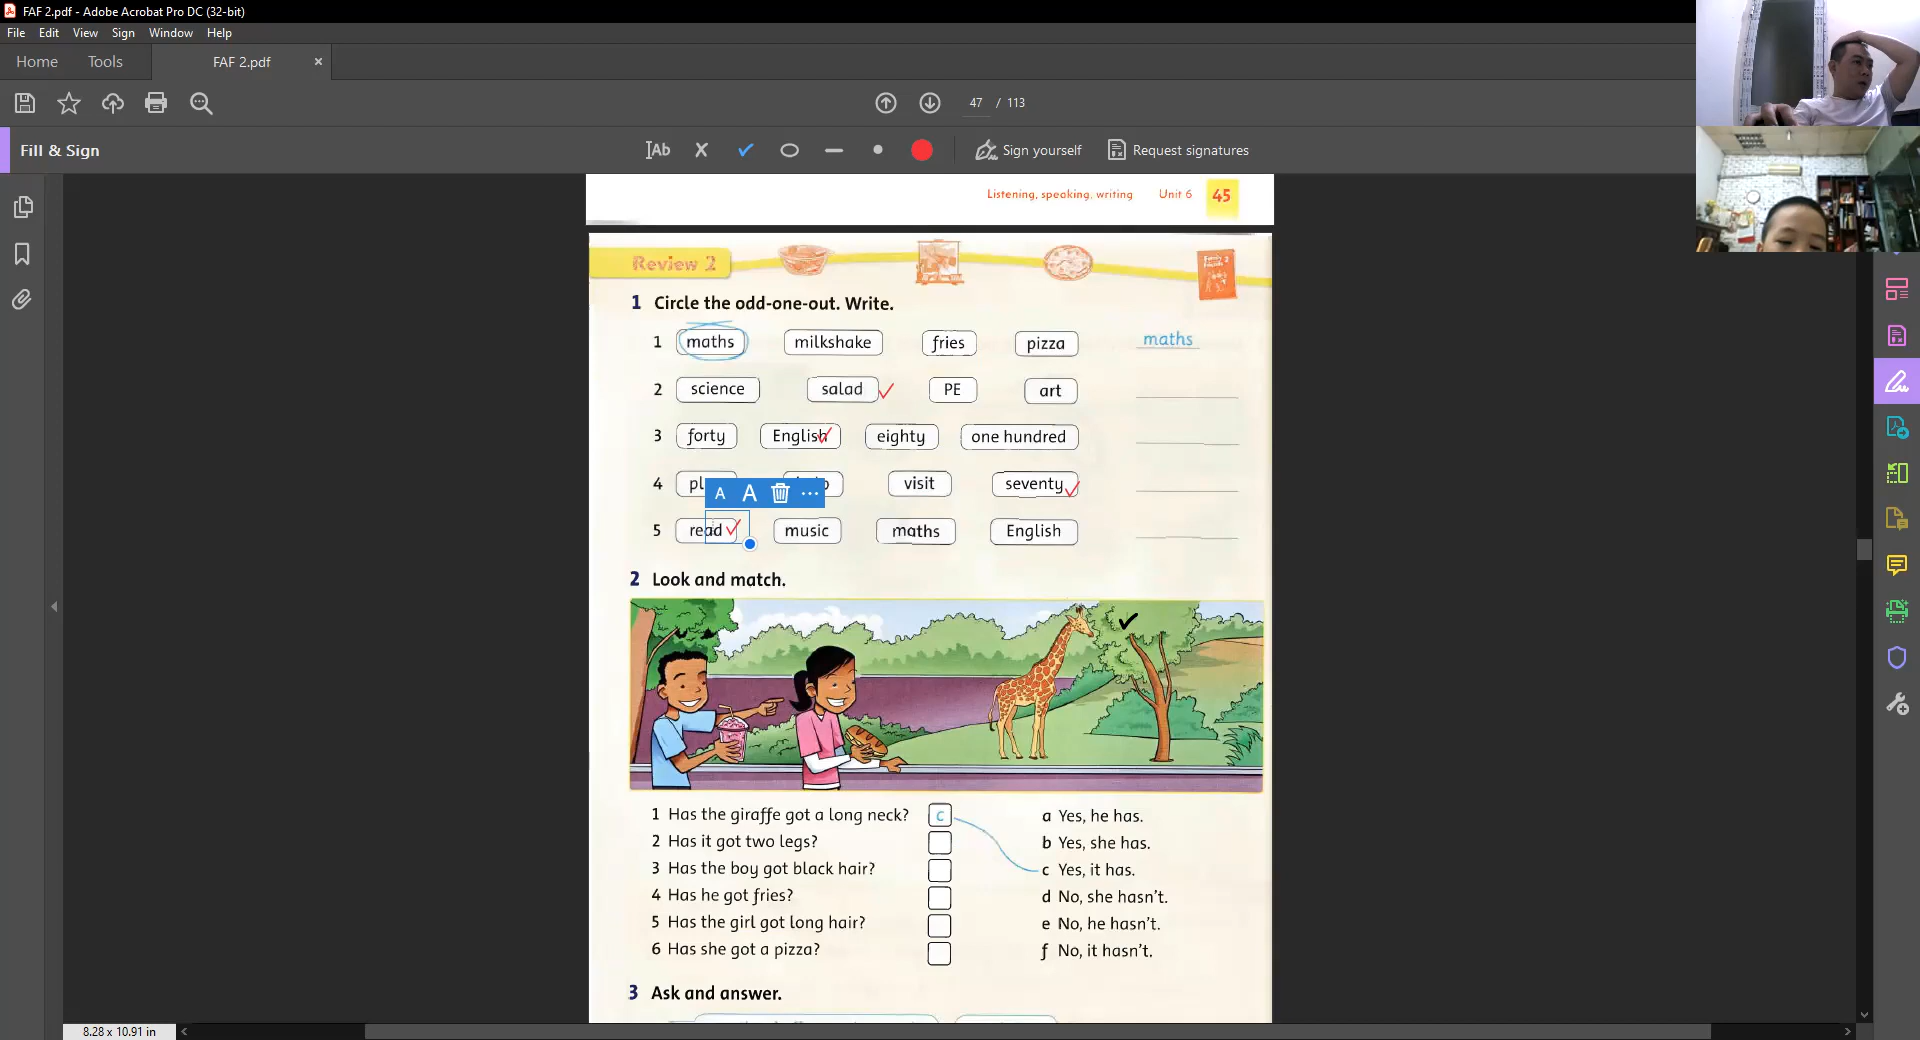 FAF 2.pdf - Adobe Acrobat Pro DC (32-bit)
File Edit View Sign Window Help
Home Tools FAF 2.pdf ×
47 / 113
Fill & Sign
Ab Sign yourself Request signatures
Listening, speaking, writing Unit 6 45
Review 2
1 Circle the odd-one-out. Write.
1 maths milkshake fries pizza maths
2 science salad PE art
3 forty English eighty one hundred
4 visit seventy
A A
5 read music maths English
2 Look and match.
1 Has the giraffe got a long neck? c a Yes, he has.
2 Has it got two legs? b Yes, she has.
3 Has the boy got black hair? c Yes, it has.
4 Has he got fries? d No, she hasn't.
5 Has the girl got long hair? e No, he hasn't.
6 Has she got a pizza? f No, it hasn't.
3 Ask and answer.
8.28 x 10.91 in